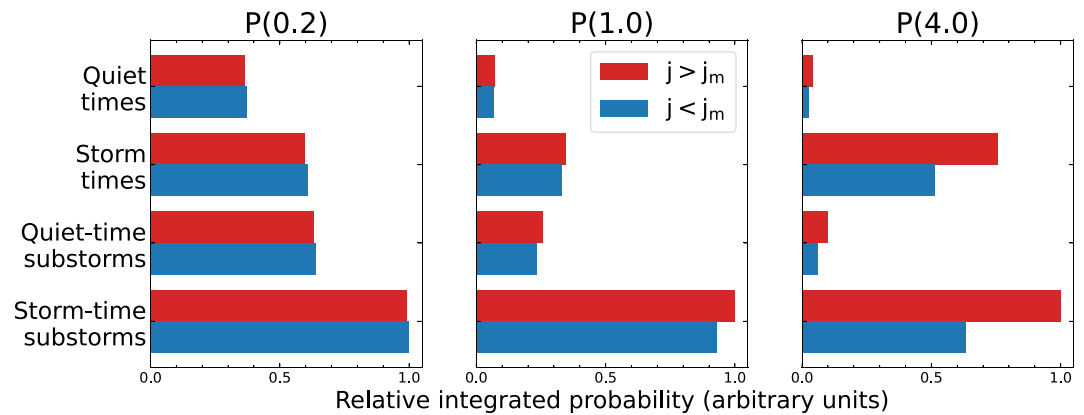 P(0.2)
P(1.0)
P(4.0)
Quiet
times
Storm
times
Quiet-time
substorms
Storm-time
substorms
j > jₘ
j < jₘ
0.0 0.5 1.0
0.0 0.5 1.0
0.0 0.5 1.0
Relative integrated probability (arbitrary units)